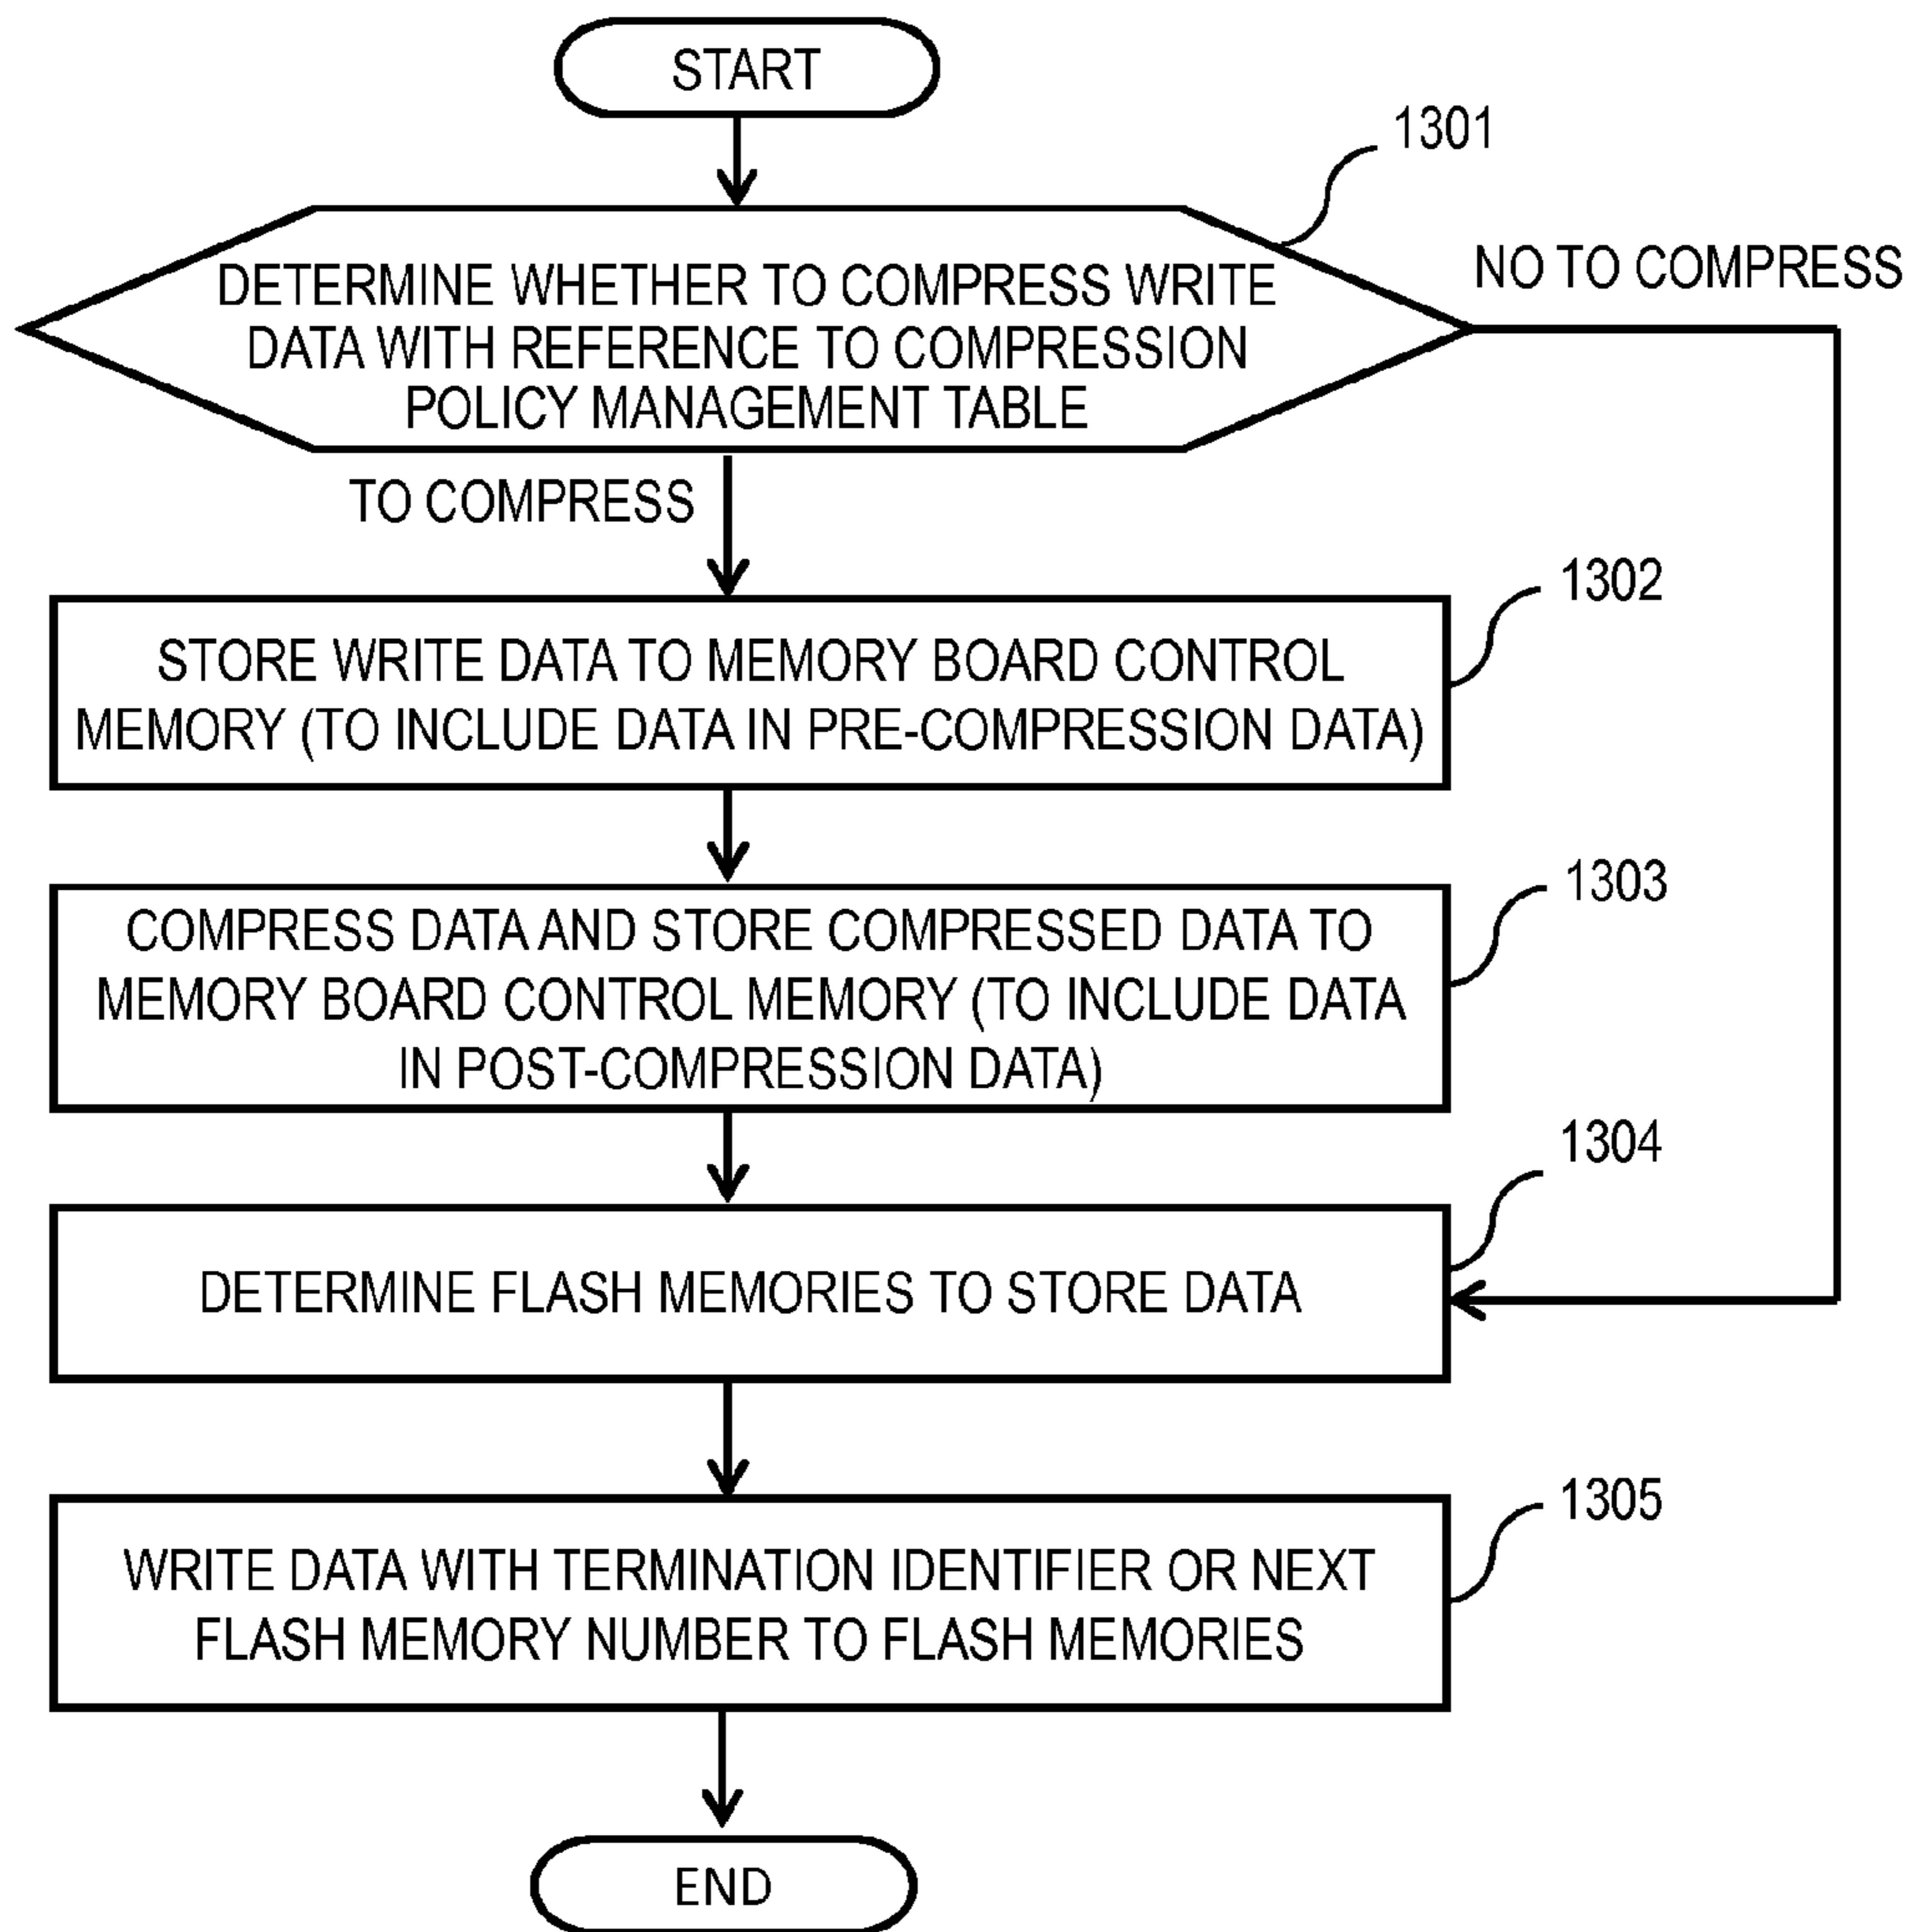 START
1301
NO TO COMPRESS
DETERMINE WHETHER TO COMPRESS WRITE
DATA WITH REFERENCE TO COMPRESSION
POLICY MANAGEMENT TABLE
TO COMPRESS
1302
STORE WRITE DATA TO MEMORY BOARD CONTROL
MEMORY (TO INCLUDE DATA IN PRE-COMPRESSION DATA)
1303
COMPRESS DATA AND STORE COMPRESSED DATA TO
MEMORY BOARD CONTROL MEMORY (TO INCLUDE DATA
IN POST-COMPRESSION DATA)
1304
DETERMINE FLASH MEMORIES TO STORE DATA
1305
WRITE DATA WITH TERMINATION IDENTIFIER OR NEXT
FLASH MEMORY NUMBER TO FLASH MEMORIES
END